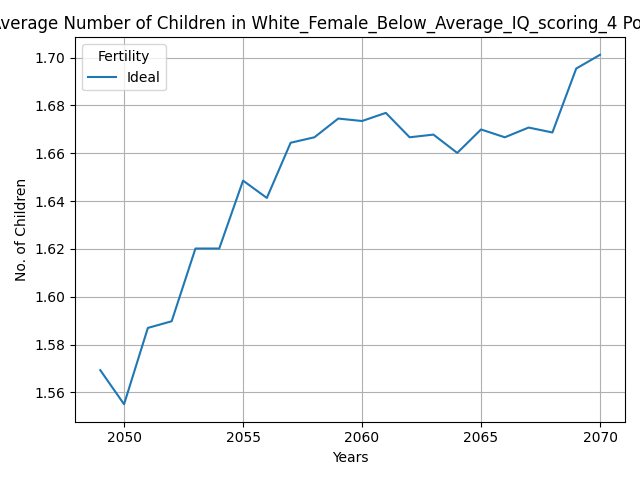 Average Number of Children in White_Female_Below_Average_IQ_scoring_4 Po
Fertility
Ideal
No. of Children
1.70
1.68
1.66
1.64
1.62
1.60
1.58
1.56
2050 2055 2060 2065 2070
Years